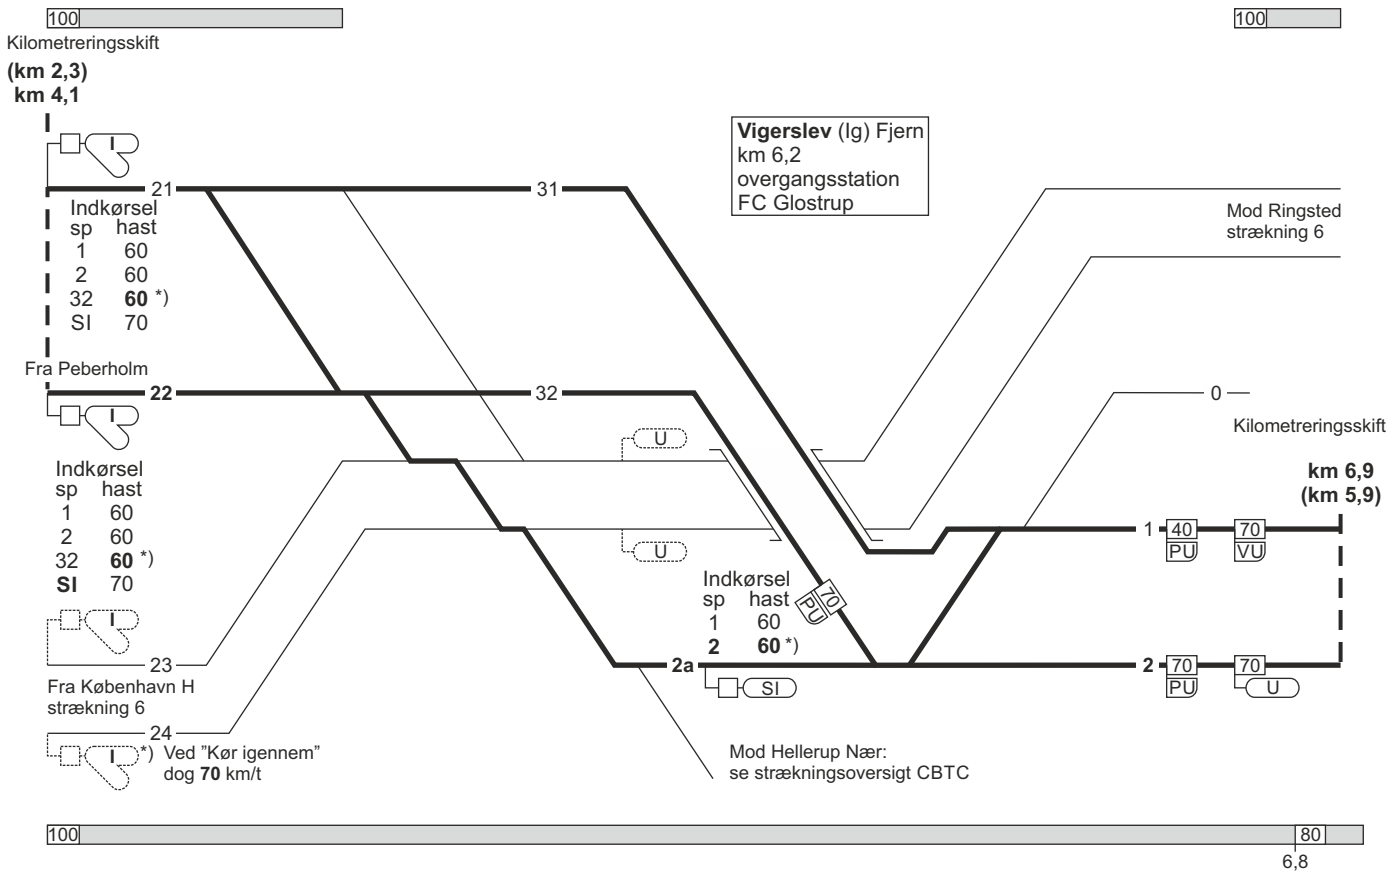 100
100
Kilometreringsskift
(km 2,3)
km 4,1
I
Vigerslev (Ig) Fjern
km 6,2
overgangsstation
FC Glostrup
21
31
Indkørsel
sp hast
1 60
2 60
32 60 *)
SI 70
Mod Ringsted
strækning 6
Fra Peberholm
22
32
0
I
U
Kilometreringsskift
Indkørsel
sp hast
1 60
2 60
32 60 *)
SI 70
km 6,9
(km 5,9)
1
40
PU
70
VU
U
Indkørsel
sp hast
1 60
2 60 *)
70
PU
I
23
2a
SI
2
70
PU
70
U
Fra København H
strækning 6
24
I
*) Ved ”Kør igennem”
dog 70 km/t
Mod Hellerup Nær:
se strækningsoversigt CBTC
100
80
6,8